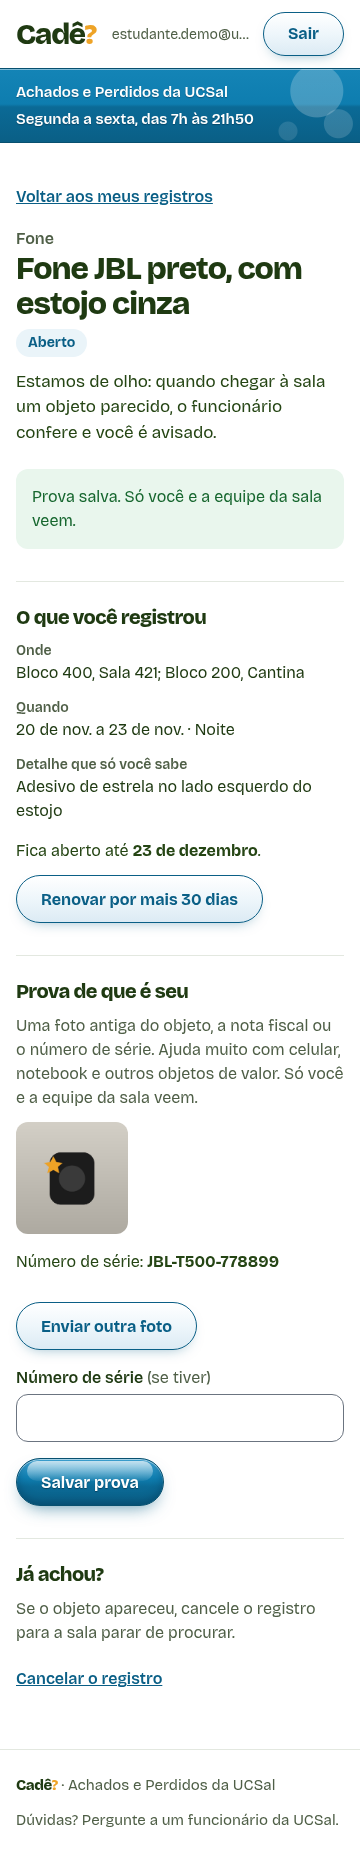 Cadê? estudante.demo@u... Sair
Achados e Perdidos da UCSal
Segunda a sexta, das 7h às 21h50
Voltar aos meus registros
Fone
Fone JBL preto, com
estojo cinza
Aberto
Estamos de olho: quando chegar à sala
um objeto parecido, o funcionário
confere e você é avisado.
Prova salva. Só você e a equipe da sala
veem.
O que você registrou
Onde
Bloco 400, Sala 421; Bloco 200, Cantina
Quando
20 de nov. a 23 de nov. · Noite
Detalhe que só você sabe
Adesivo de estrela no lado esquerdo do
estojo
Fica aberto até 23 de dezembro.
Renovar por mais 30 dias
Prova de que é seu
Uma foto antiga do objeto, a nota fiscal ou
o número de série. Ajuda muito com celular,
notebook e outros objetos de valor. Só você
e a equipe da sala veem.
Número de série: JBL-T500-778899
Enviar outra foto
Número de série (se tiver)
Salvar prova
Já achou?
Se o objeto apareceu, cancele o registro
para a sala parar de procurar.
Cancelar o registro
Cadê? · Achados e Perdidos da UCSal
Dúvidas? Pergunte a um funcionário da UCSal.